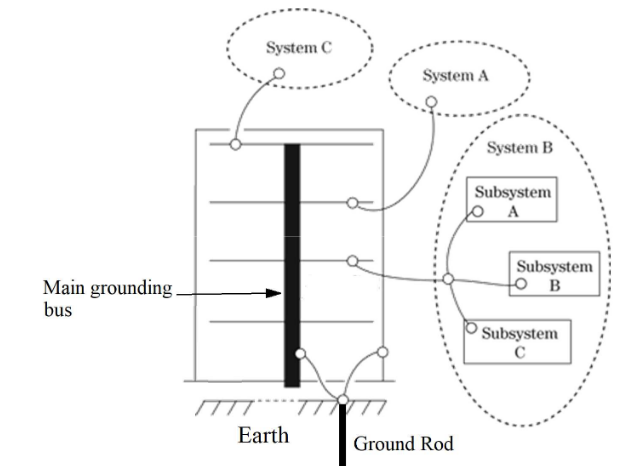 System C
System A
System B
Subsystem
A
Subsystem
B
Subsystem
C
Main grounding
bus
Earth
Ground Rod